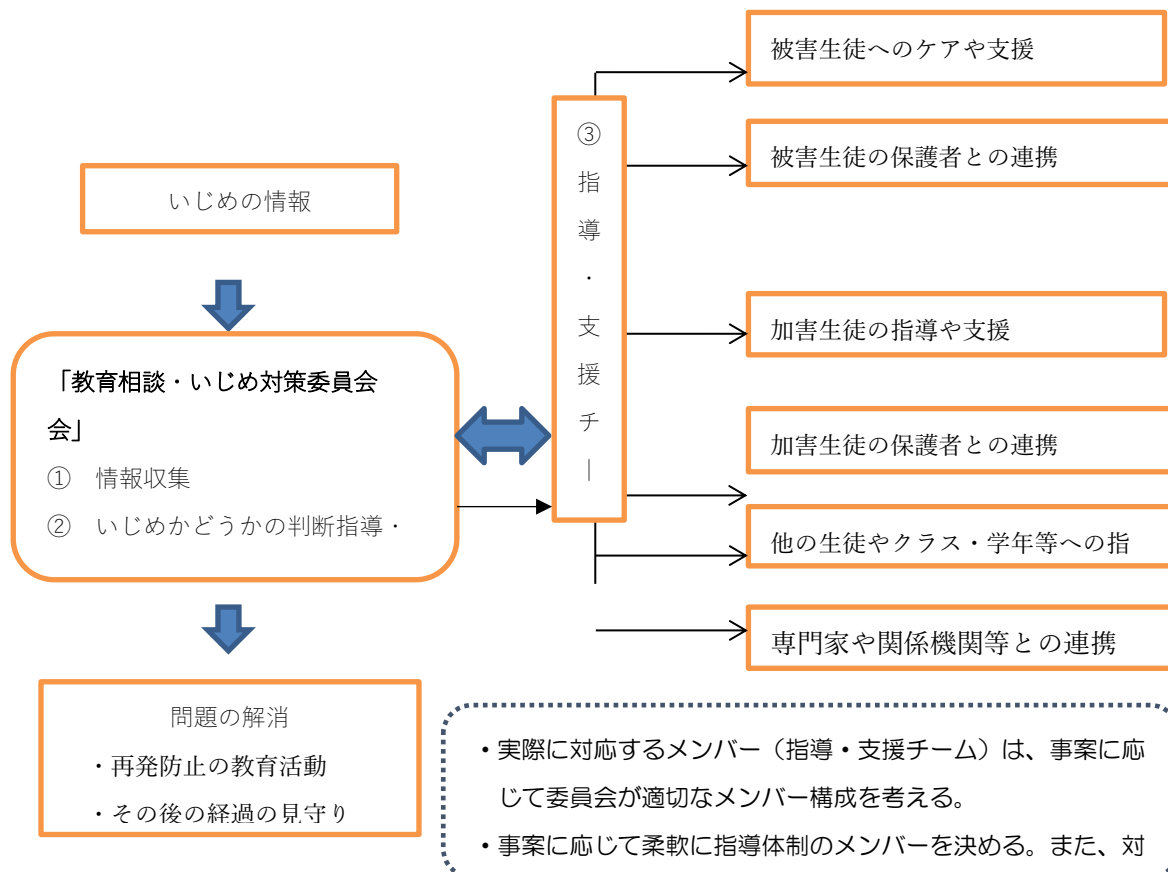 いじめの情報
「教育相談・いじめ対策委員会
会」
① 情報収集
② いじめかどうかの判断指導・
問題の解消
・再発防止の教育活動
・その後の経過の見守り
③
指
導
・
支
援
チ
ー
被害生徒へのケアや支援
被害生徒の保護者との連携
加害生徒の指導や支援
加害生徒の保護者との連携
他の生徒やクラス・学年等への指
専門家や関係機関等との連携
・実際に対応するメンバー（指導・支援チーム）は、事案に応
じて委員会が適切なメンバー構成を考える。
・事案に応じて柔軟に指導体制のメンバーを決める。また、対